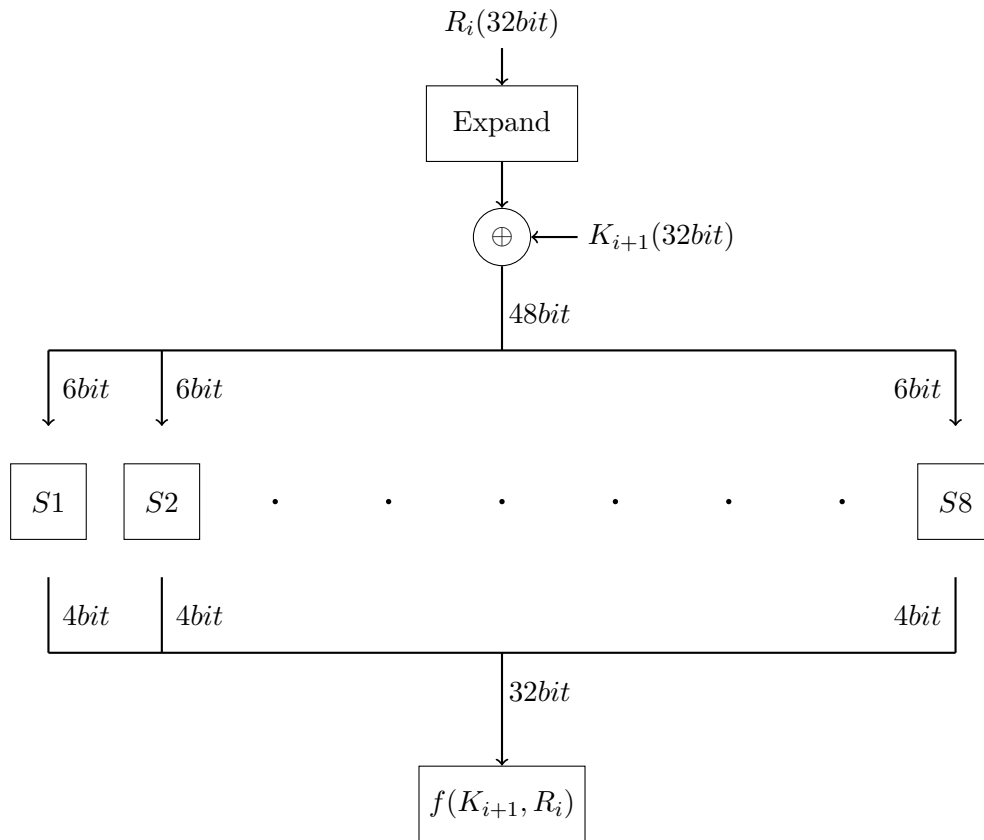 R_i(32bit)
Expand
⊕ K_{i+1}(32bit)
48bit
6bit 6bit 6bit
S1 S2 · · · · · · S8
4bit 4bit 4bit
32bit
f(K_{i+1}, R_i)